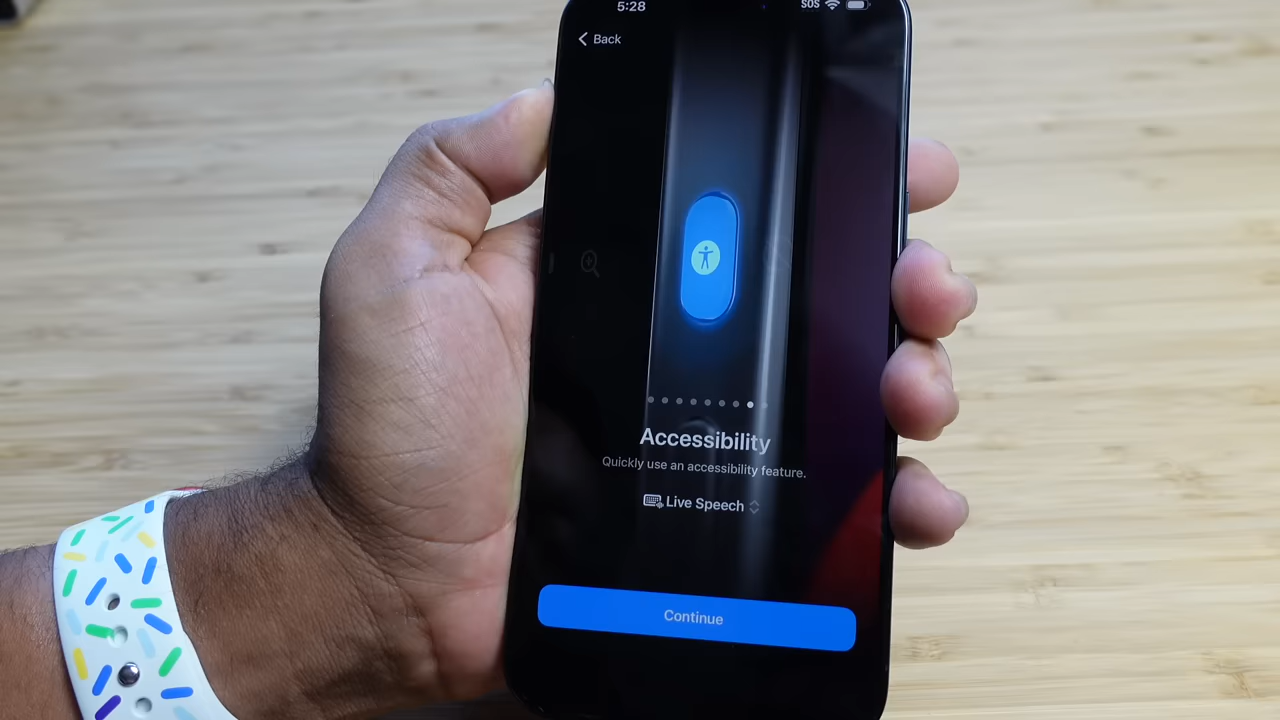 5:28
SOS
Back
Accessibility
Quickly use an accessibility feature.
Live Speech
Continue